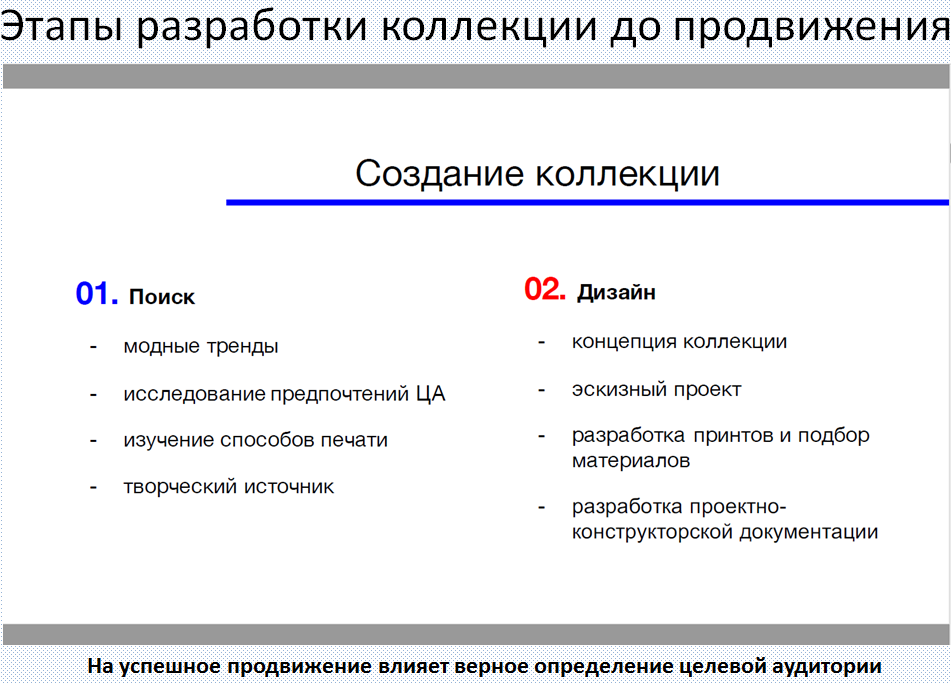 Этапы разработки коллекции до продвижения
Создание коллекции
01. Поиск
- модные тренды
- исследование предпочтений ЦА
- изучение способов печати
- творческий источник
02. Дизайн
- концепция коллекции
- эскизный проект
- разработка принтов и подбор
материалов
- разработка проектно-
конструкторской документации
На успешное продвижение влияет верное определение целевой аудитории